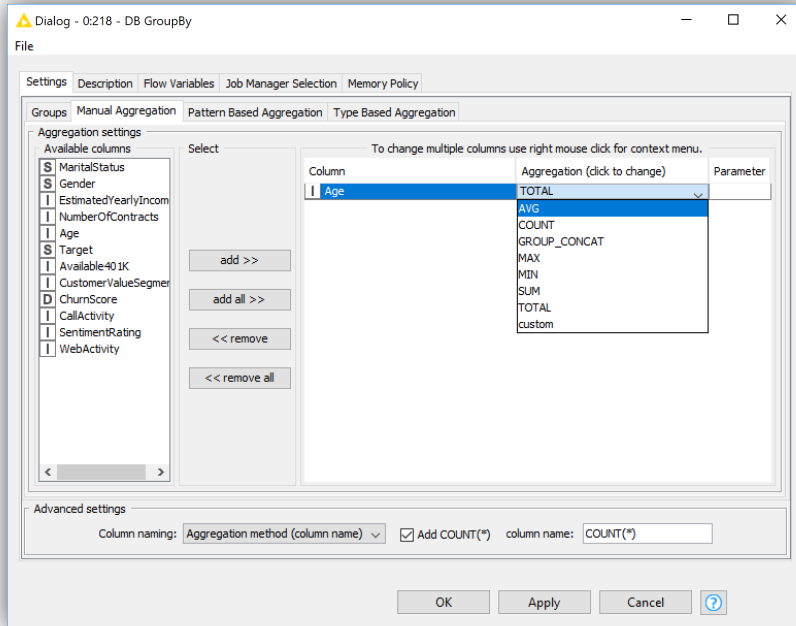 Dialog - 0:218 - DB GroupBy
File
Settings Description Flow Variables Job Manager Selection Memory Policy
Groups Manual Aggregation Pattern Based Aggregation Type Based Aggregation
Aggregation settings
Available columns
S MaritalStatus
S Gender
I EstimatedYearlyIncom
I NumberOfContracts
I Age
S Target
I Available401K
I CustomerValueSegmer
D ChurnScore
I CallActivity
I SentimentRating
I WebActivity
Select
add >>
add all >>
<< remove
<< remove all
To change multiple columns use right mouse click for context menu.
Column Aggregation (click to change) Parameter
I Age TOTAL
AVG
COUNT
GROUP_CONCAT
MAX
MIN
SUM
TOTAL
custom
Advanced settings
Column naming: Aggregation method (column name) Add COUNT(*) column name: COUNT(*)
OK Apply Cancel ?